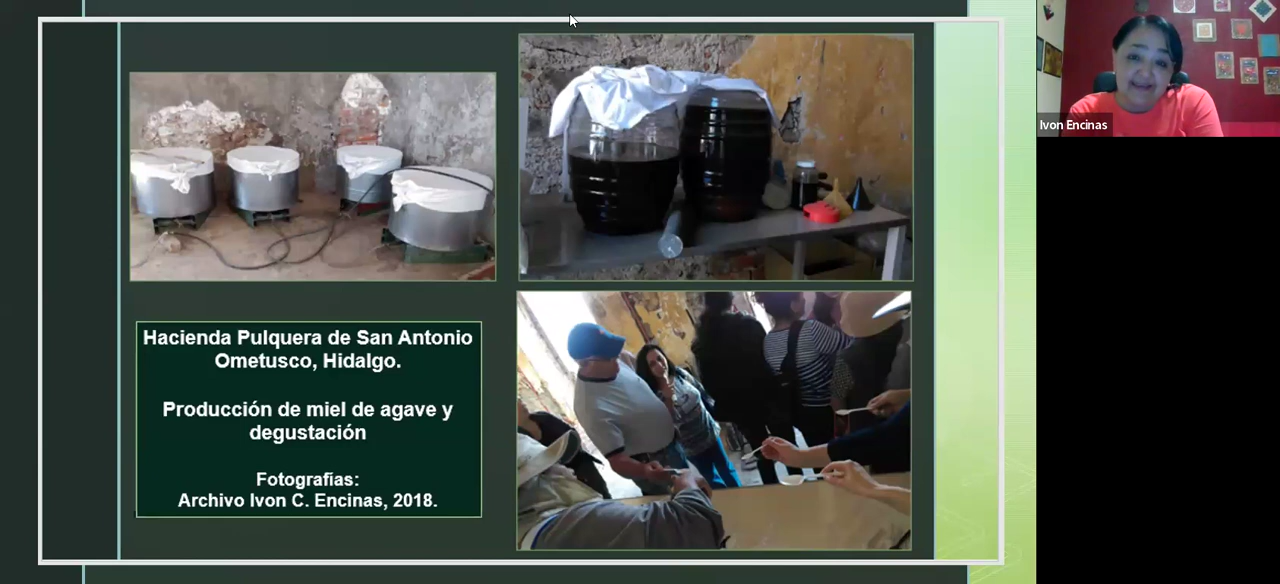 Hacienda Pulquera de San Antonio
Ometusco, Hidalgo.
Producción de miel de agave y
degustación
Fotografías:
Archivo Ivon C. Encinas, 2018.
Ivon Encinas